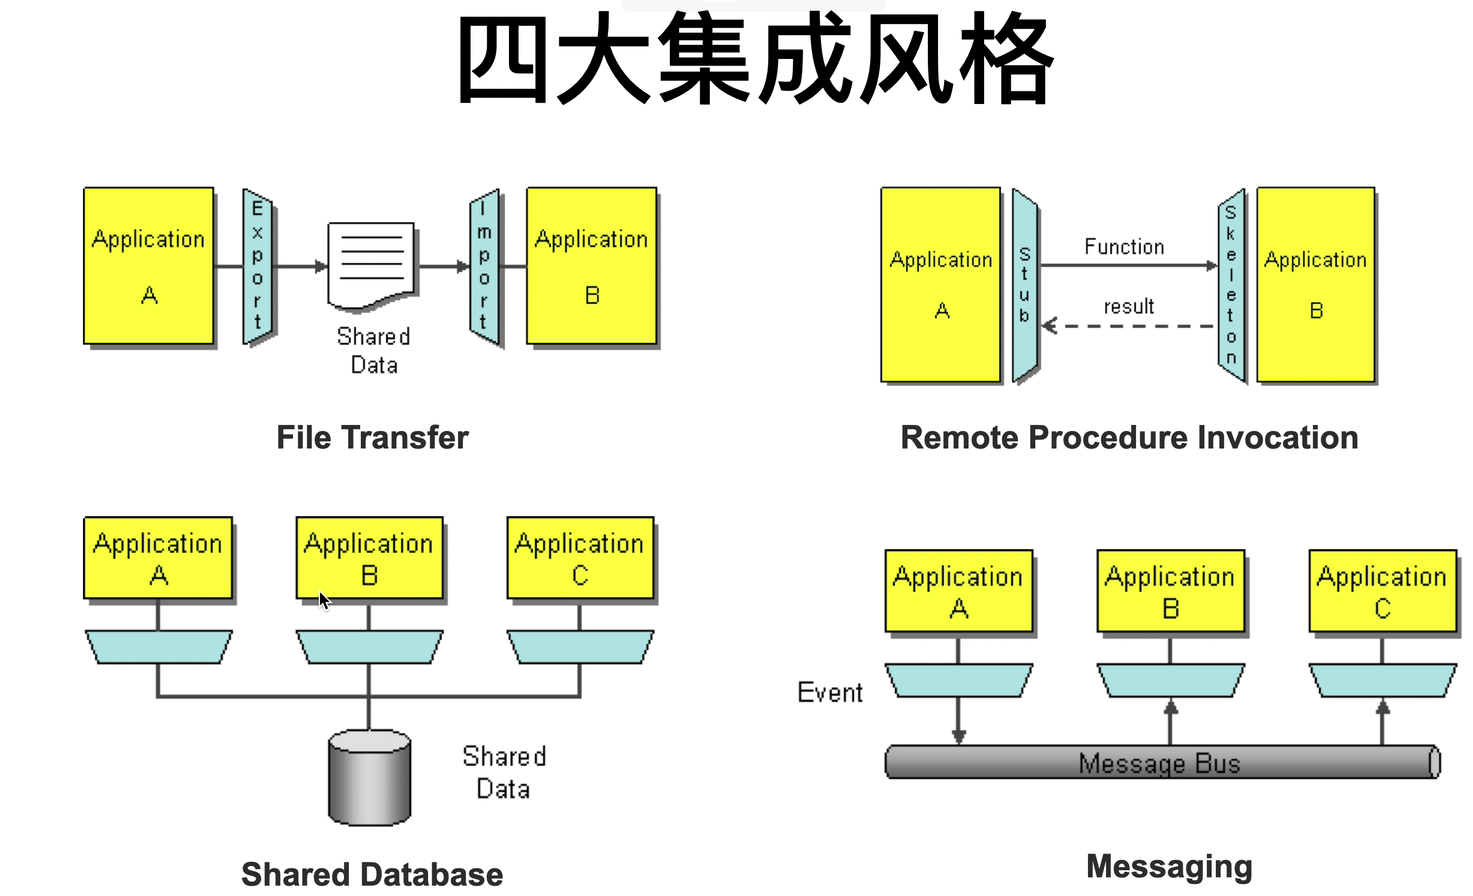 四大集成风格
Application
A
Export
Shared
Data
Import
Application
B
File Transfer
Application
A
Stub
Function
result
Skeleton
Application
B
Remote Procedure Invocation
Application
A
Application
B
Application
C
Shared
Data
Shared Database
Application
A
Application
B
Application
C
Event
Message Bus
Messaging